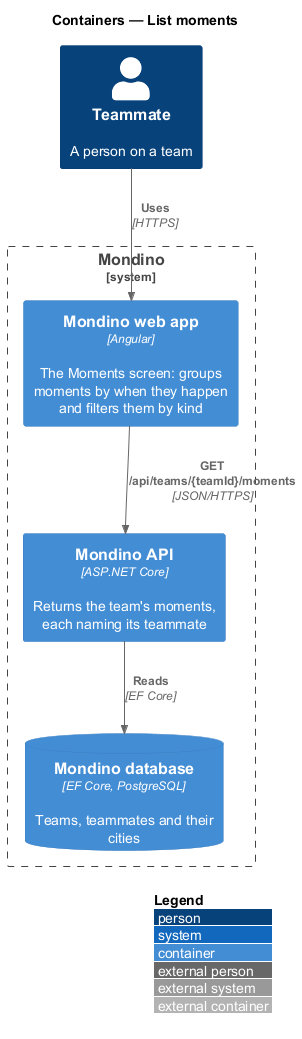 Containers — List moments
Teammate
A person on a team
Uses
[HTTPS]
Mondino
[system]
Mondino web app
[Angular]
The Moments screen: groups
moments by when they happen
and filters them by kind
GET
/api/teams/{teamId}/moments
[JSON/HTTPS]
Mondino API
[ASP.NET Core]
Returns the team's moments,
each naming its teammate
Reads
[EF Core]
Mondino database
[EF Core, PostgreSQL]
Teams, teammates and their
cities
Legend
person
system
container
external person
external system
external container